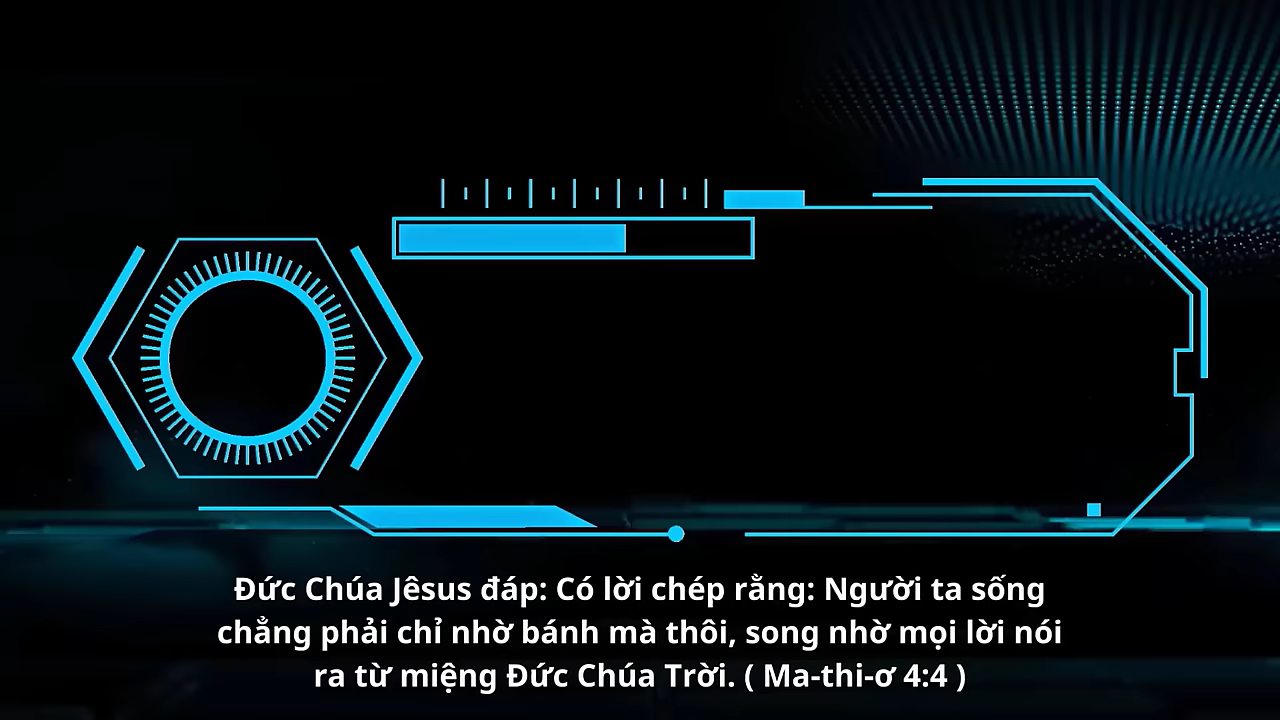 Đức Chúa Jêsus đáp: Có lời chép rằng: Người ta sống
chẳng phải chỉ nhờ bánh mà thôi, song nhờ mọi lời nói
ra từ miệng Đức Chúa Trời. ( Ma-thi-ơ 4:4 )